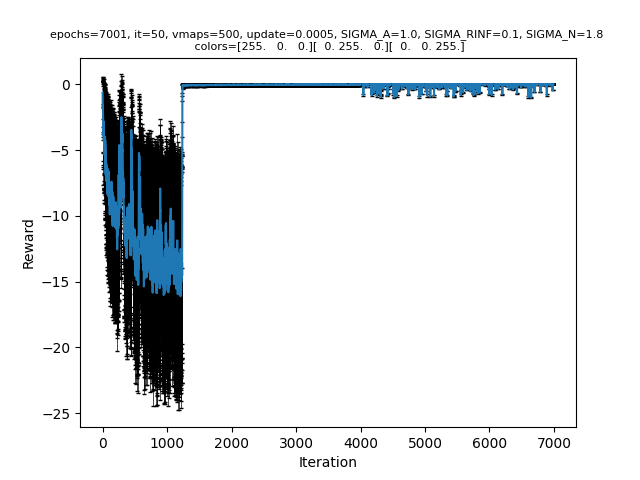 epochs=7001, it=50, vmaps=500, update=0.0005, SIGMA_A=1.0, SIGMA_RINF=0.1, SIGMA_N=1.8
colors=[255.   0.   0.][  0. 255.   0.][  0.   0. 255.]
0
−5
−10
−15
−20
−25
Reward
0 1000 2000 3000 4000 5000 6000 7000
Iteration